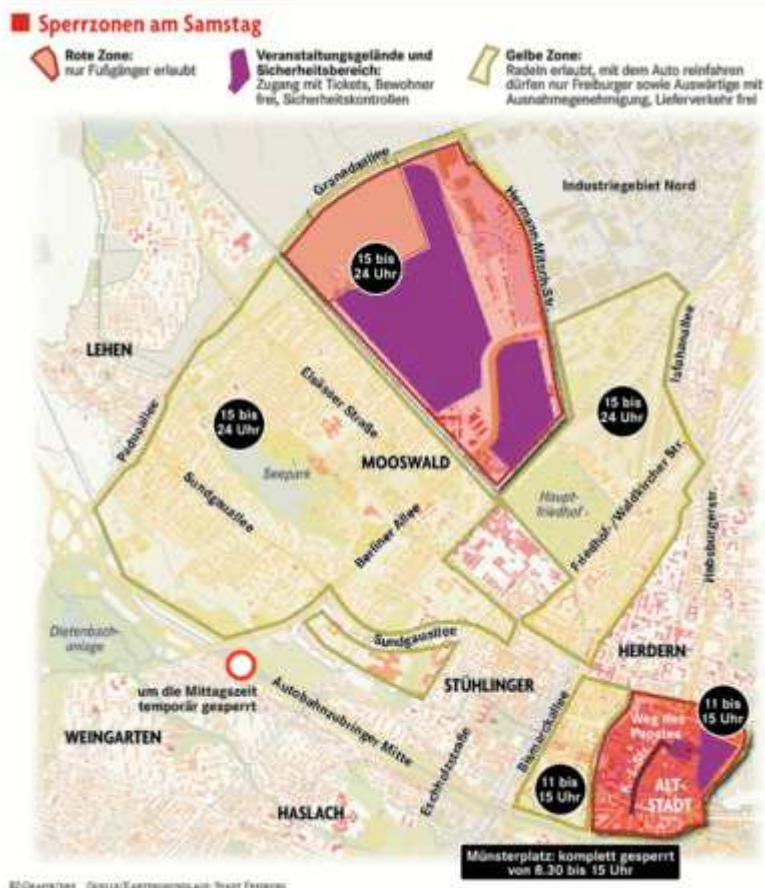 Sperrzonen am Samstag
Rote Zone:
nur Fußgänger erlaubt
Veranstaltungsgelände und
Sicherheitsbereich:
Zugang mit Tickets, Bewohner
frei, Sicherheitskontrollen
Gelbe Zone:
Radeln erlaubt, mit dem Auto reinfahren
dürfen nur Freiburger sowie Auswärtige mit
Ausnahmegenehmigung, Lieferverkehr frei
Granadaallee
Industriegebiet Nord
Hermann-Mitsch-Str.
15 bis
24 Uhr
LEHEN
Isfahanallee
Elsässer Straße
15 bis
24 Uhr
15 bis
24 Uhr
Paduaallee
MOOSWALD
Seepark
Sundgauallee
Haupt-
friedhof
Friedhof-/Waldkircher Str.
Berliner Allee
Habsburgerstr.
Dietenbach-
anlage
Sundgauallee
HERDERN
um die Mittagszeit
temporär gesperrt
STÜHLINGER
Autobahnzubringer Mitte
Bismarckallee
11 bis
15 Uhr
Weg des
Papstes
WEINGARTEN
Eschholzstraße
11 bis
15 Uhr
ALT-
STADT
HASLACH
Münsterplatz: komplett gesperrt
von 8.30 bis 15 Uhr